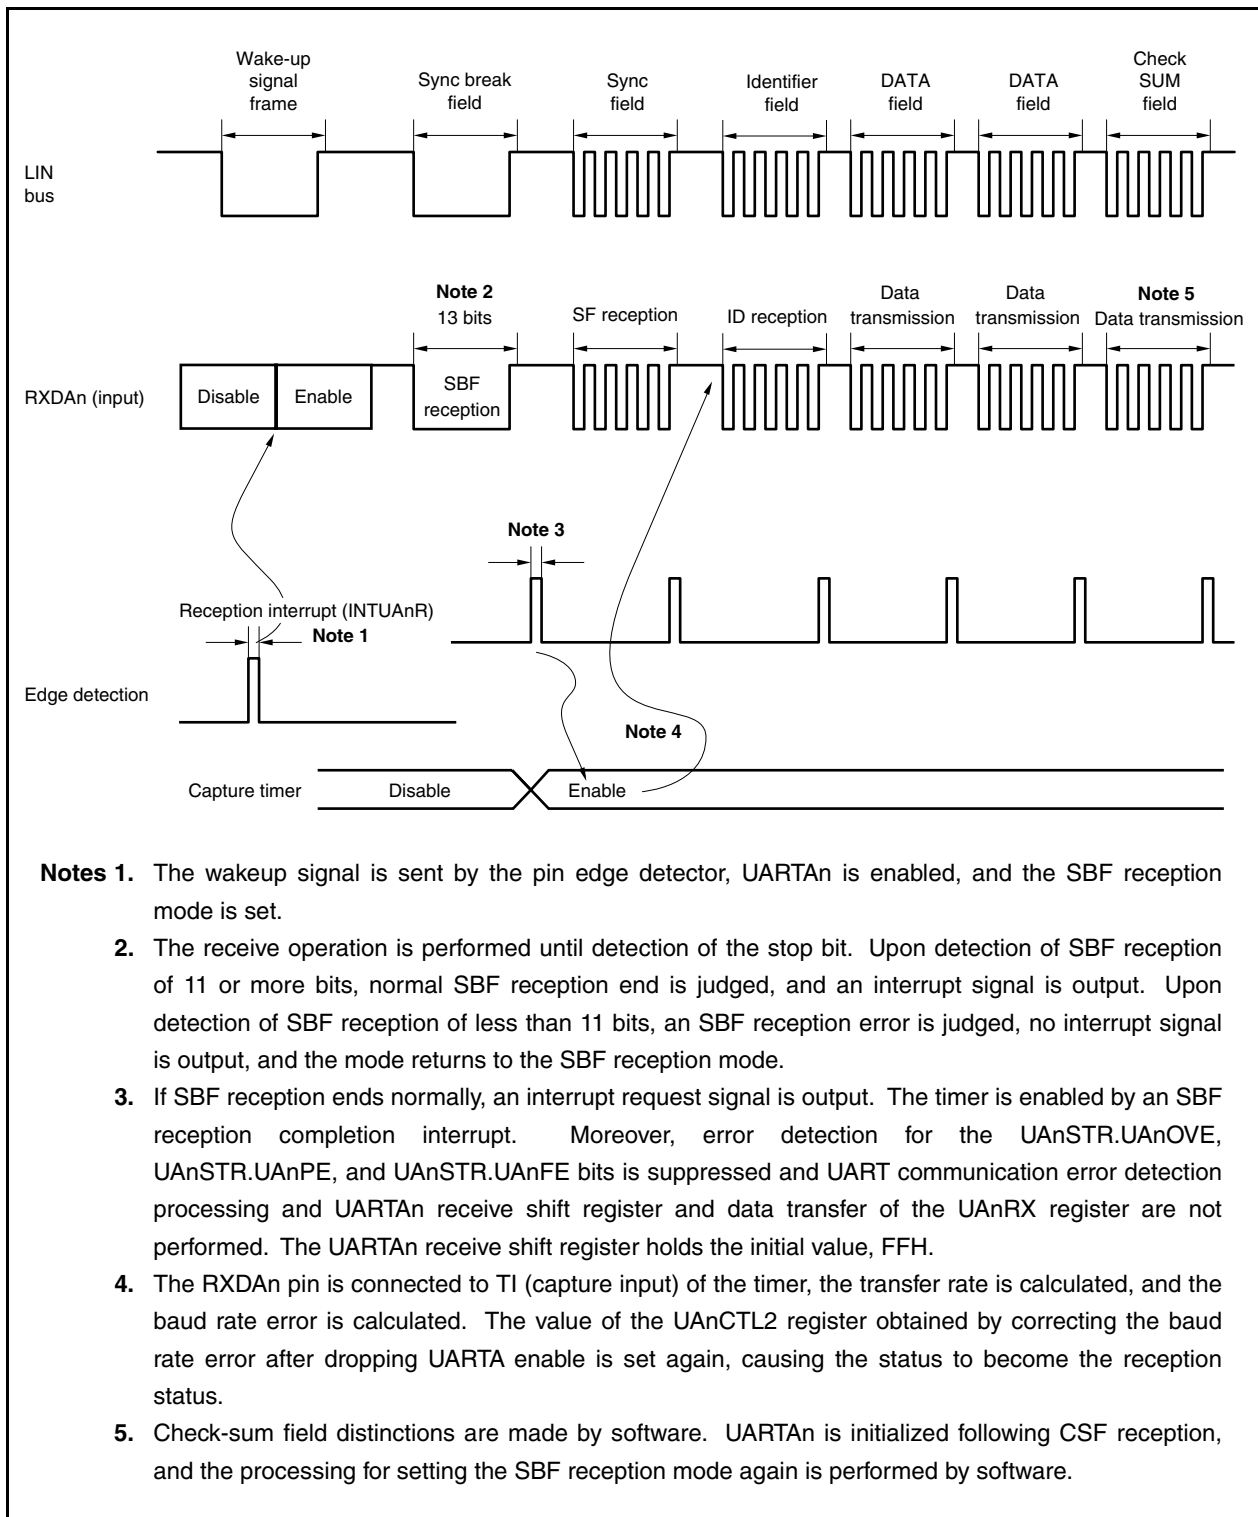 Wake-up
signal
frame
Sync break
field
Sync
field
Identifier
field
DATA
field
DATA
field
Check
SUM
field
LIN
bus
Note 2
13 bits
SF reception
ID reception
Data
transmission
Data
transmission
Note 5
Data transmission
RXDAn (input)
Disable
Enable
SBF
reception
Note 3
Reception interrupt (INTUAnR)
Note 1
Edge detection
Note 4
Capture timer
Disable
Enable
Notes 1. The wakeup signal is sent by the pin edge detector, UARTAn is enabled, and the SBF reception
mode is set.
2. The receive operation is performed until detection of the stop bit. Upon detection of SBF reception
of 11 or more bits, normal SBF reception end is judged, and an interrupt signal is output. Upon
detection of SBF reception of less than 11 bits, an SBF reception error is judged, no interrupt signal
is output, and the mode returns to the SBF reception mode.
3. If SBF reception ends normally, an interrupt request signal is output. The timer is enabled by an SBF
reception completion interrupt. Moreover, error detection for the UAnSTR.UAnOVE,
UAnSTR.UAnPE, and UAnSTR.UAnFE bits is suppressed and UART communication error detection
processing and UARTAn receive shift register and data transfer of the UAnRX register are not
performed. The UARTAn receive shift register holds the initial value, FFH.
4. The RXDAn pin is connected to TI (capture input) of the timer, the transfer rate is calculated, and the
baud rate error is calculated. The value of the UAnCTL2 register obtained by correcting the baud
rate error after dropping UARTA enable is set again, causing the status to become the reception
status.
5. Check-sum field distinctions are made by software. UARTAn is initialized following CSF reception,
and the processing for setting the SBF reception mode again is performed by software.